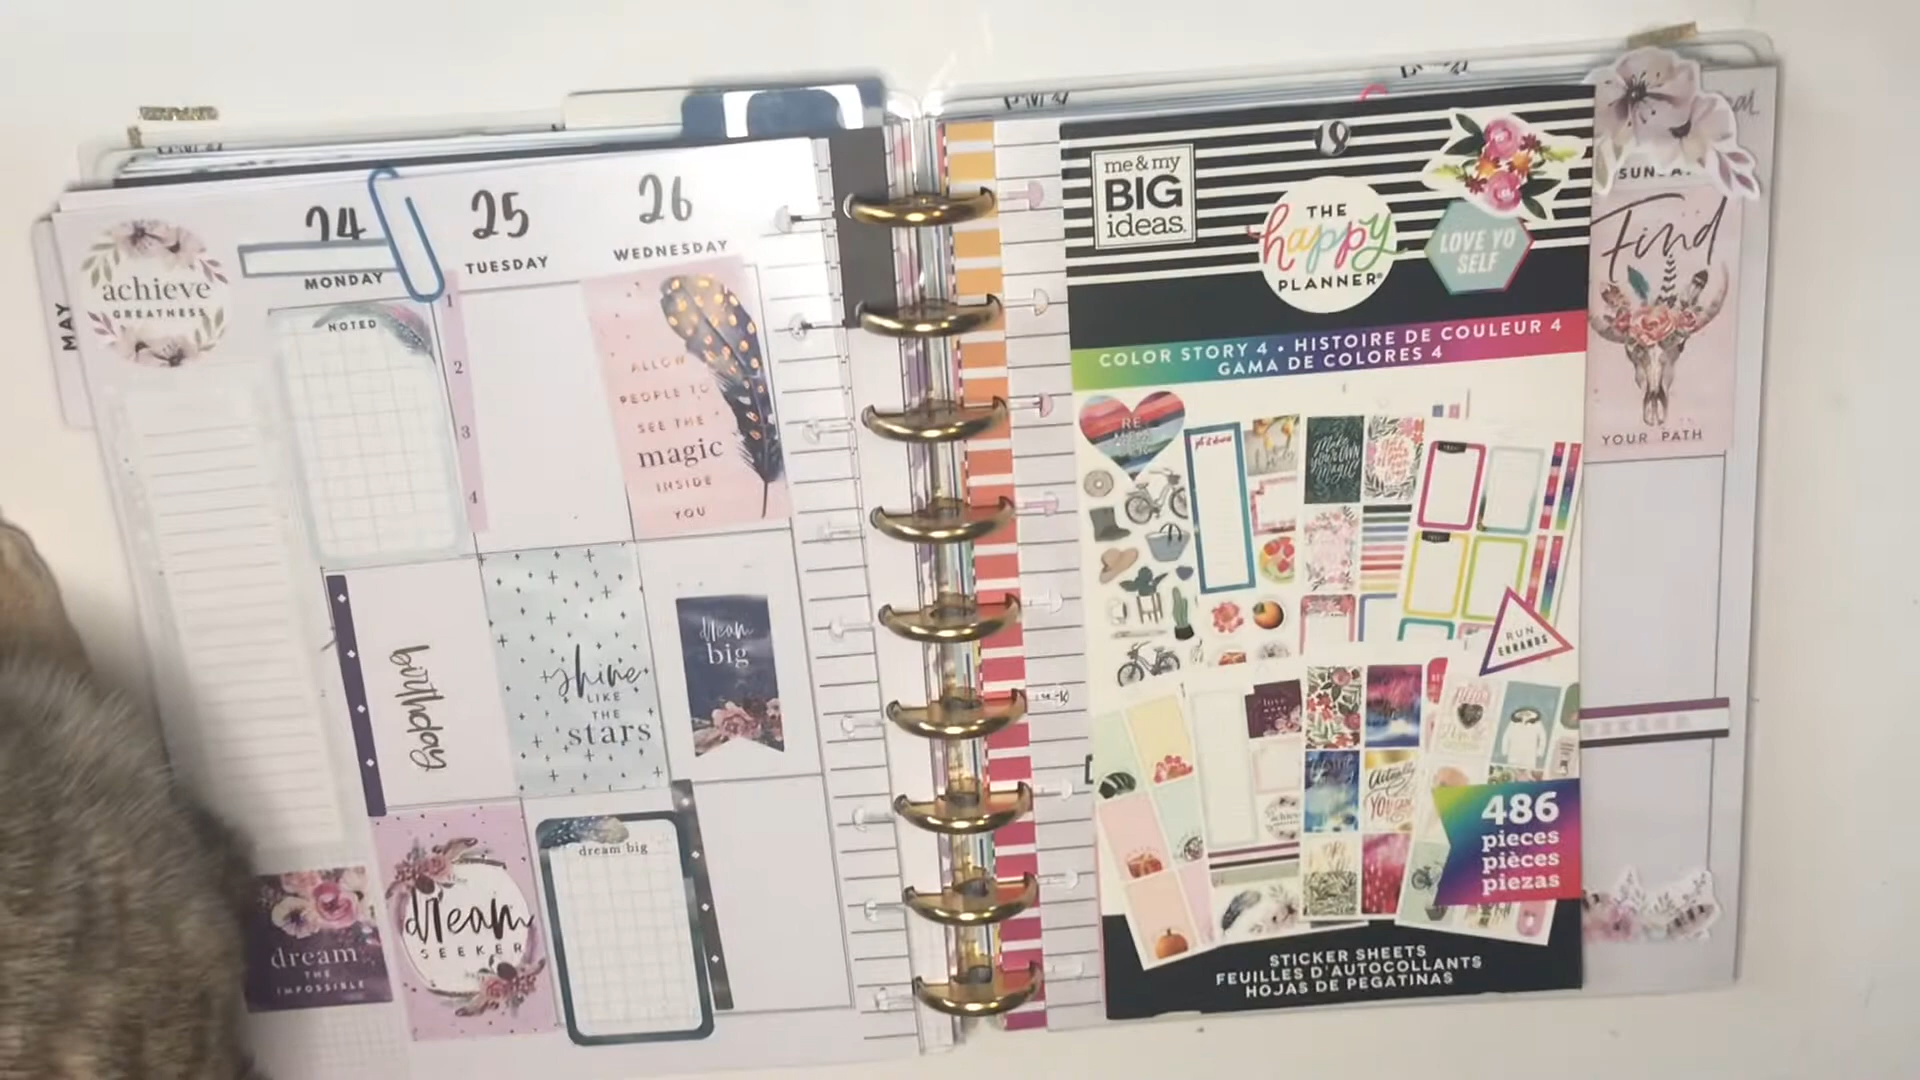 MAY
achieve
GREATNESS
24
MONDAY
25
TUESDAY
26
WEDNESDAY
NOTED
1
2
3
4
ALLOW
PEOPLE TO
SEE THE
magic
INSIDE
YOU
birthday
shine
LIKE
THE
stars
dream
big
dream
THE
IMPOSSIBLE
dream
SEEKER
dream big
me & my
BIG
ideas.
THE
happy
PLANNER®
LOVE YO
SELF
COLOR STORY 4 • HISTOIRE DE COULEUR 4
GAMA DE COLORES 4
RUN
ERRANDS
486
pieces
pièces
piezas
STICKER SHEETS
FEUILLES D'AUTOCOLLANTS
HOJAS DE PEGATINAS
Find
YOUR PATH